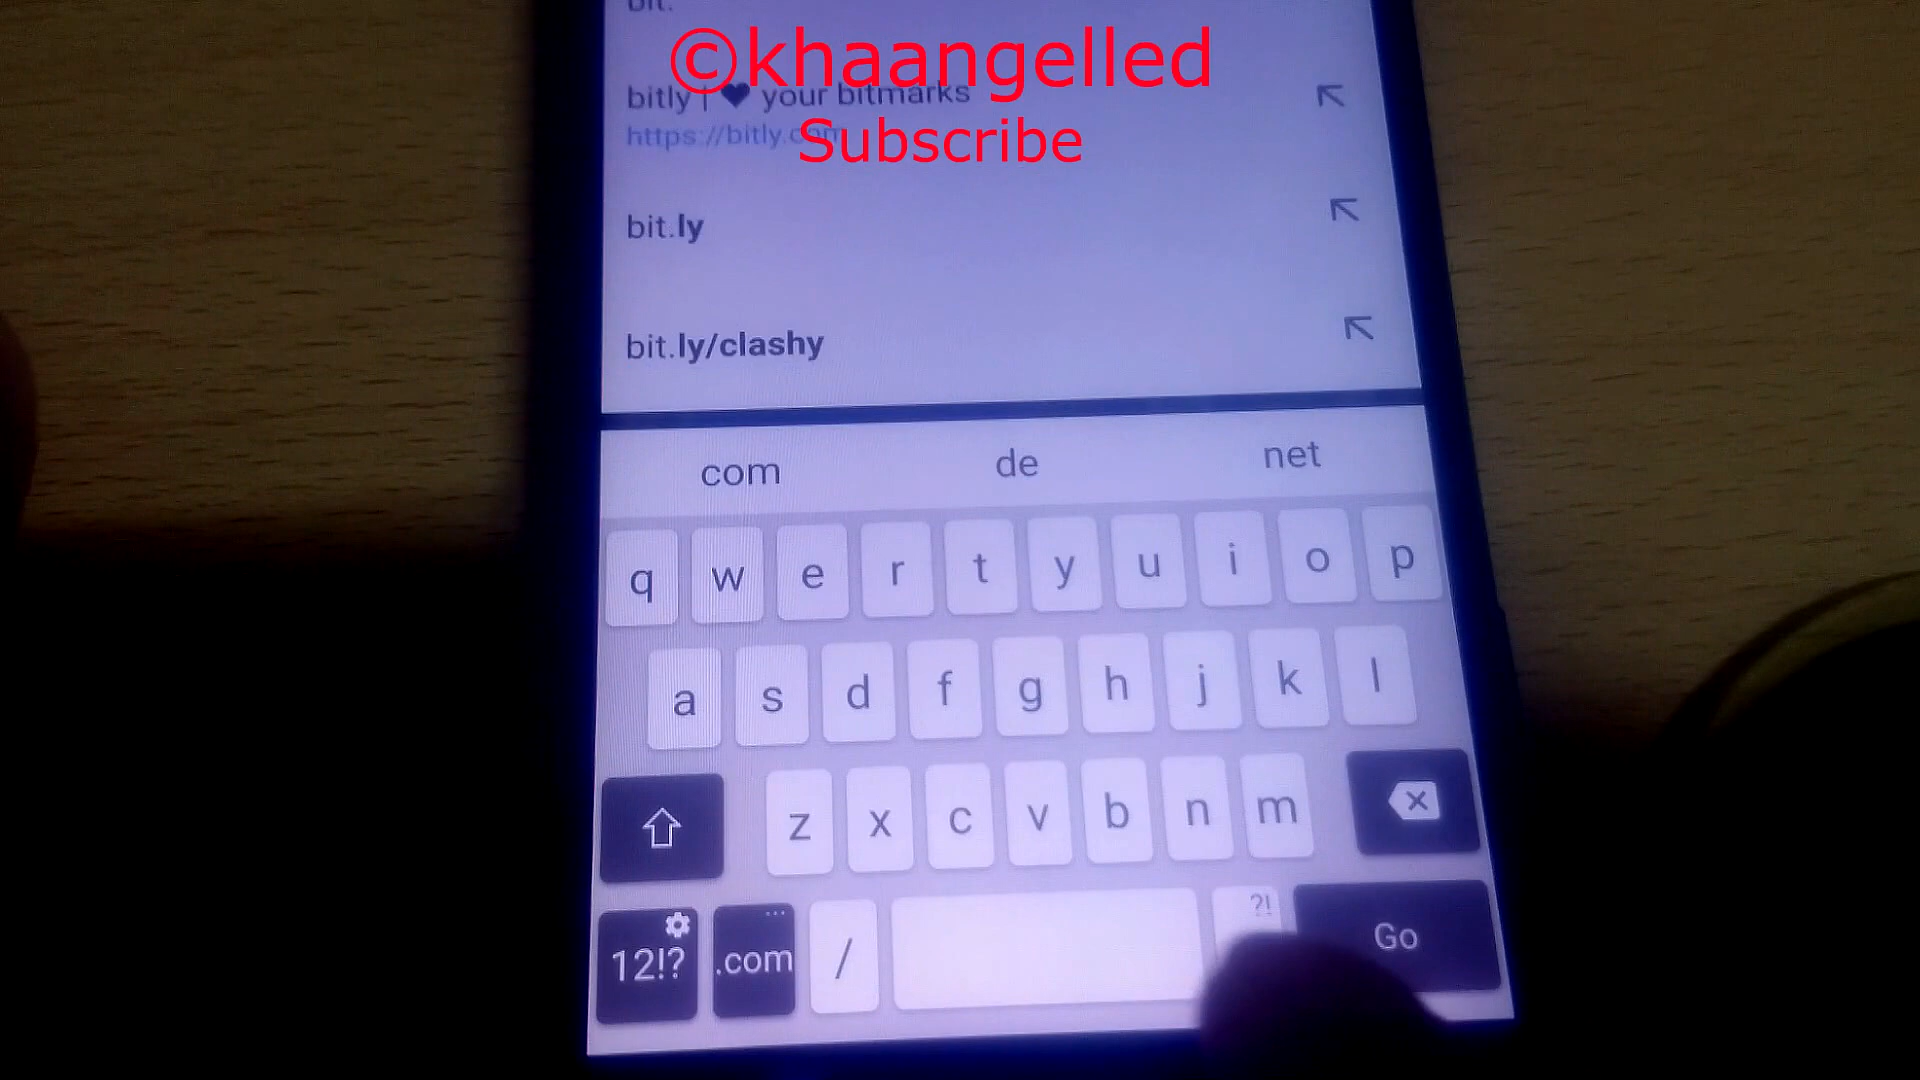 bit.
©khaangelled
bitly | ♥ your bitmarks
https://bitly.com
Subscribe
bit.ly
bit.ly/clashy
com de net
q w e r t y u i o p
a s d f g h j k l
z x c v b n m
?!
12!? .com / Go